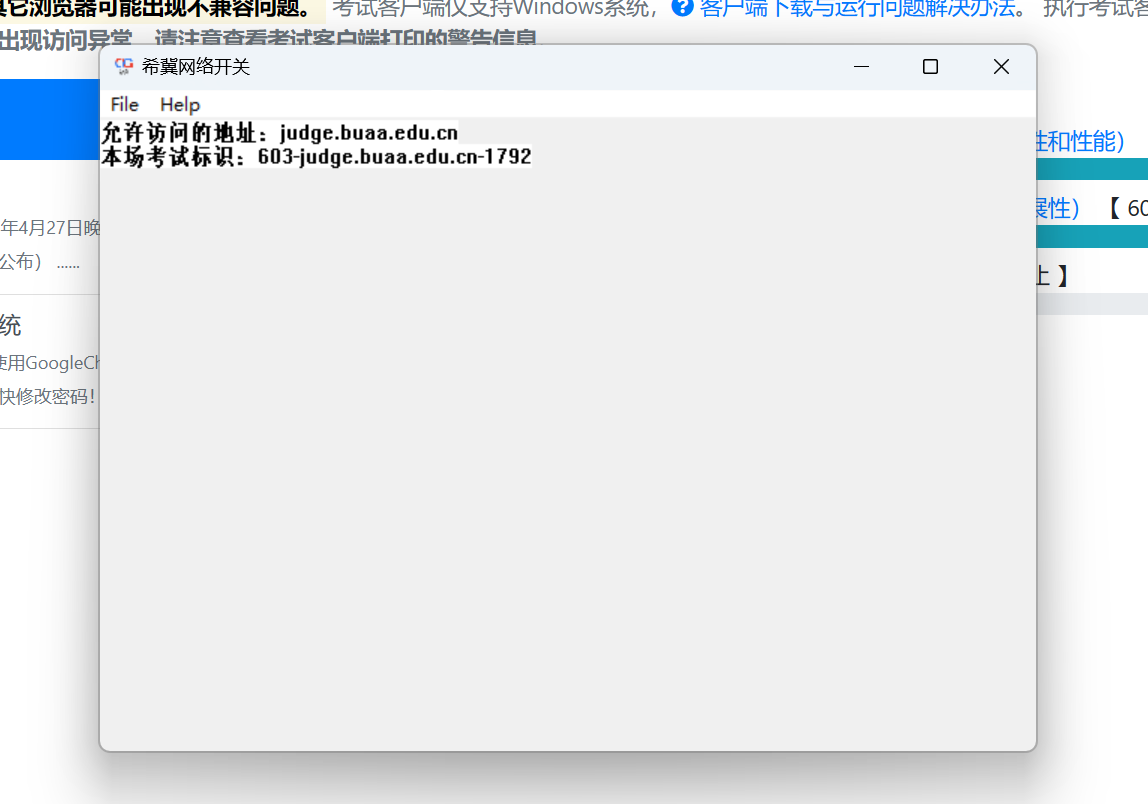 其它浏览器可能出现不兼容问题。 考试客户端仅支持Windows系统， 客户端下载与运行问题解决办法。 执行考试客
出现访问异常，请注意查看考试客户端打印的警告信息。
希冀网络开关
File Help
允许访问的地址：judge.buaa.edu.cn
本场考试标识：603-judge.buaa.edu.cn-1792
性和性能）
年4月27日晚
展性） 【 60
公布） ......
止 】
统
使用GoogleCh
快修改密码！